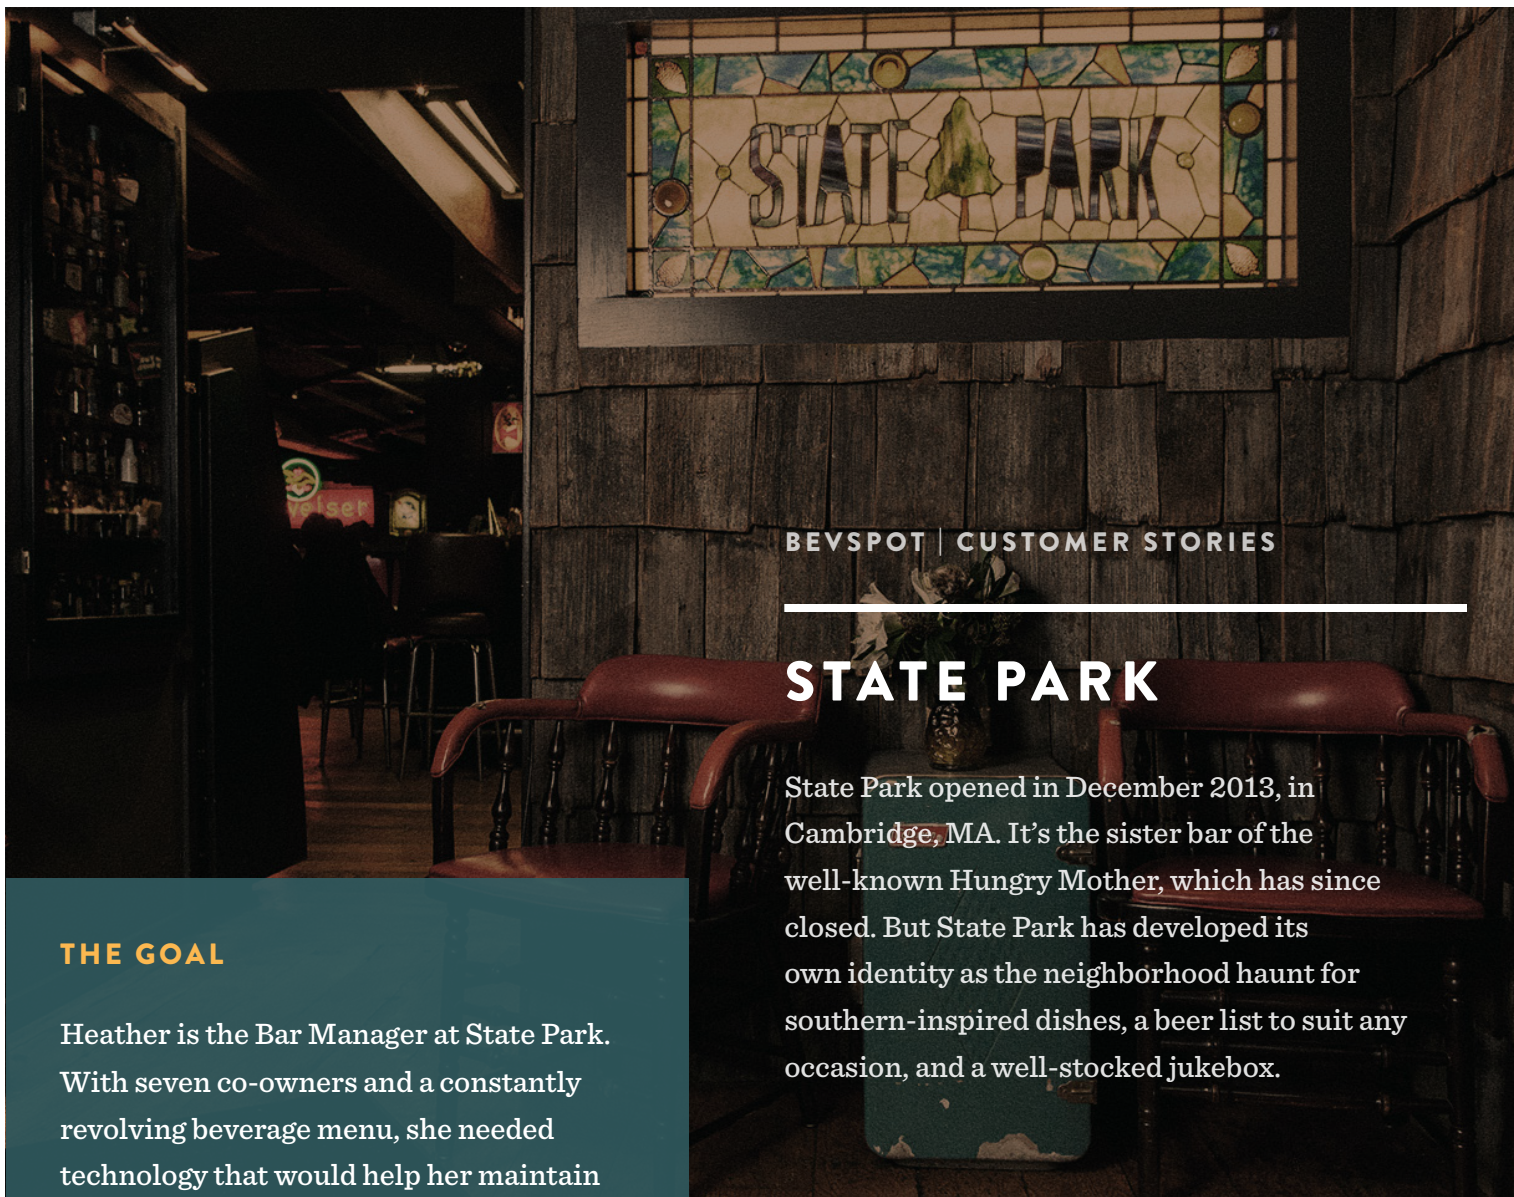 STATE PARK
veiser
BEVSPOT | CUSTOMER STORIES
STATE PARK
State Park opened in December 2013, in
Cambridge, MA. It’s the sister bar of the
well-known Hungry Mother, which has since
closed. But State Park has developed its
own identity as the neighborhood haunt for
southern-inspired dishes, a beer list to suit any
occasion, and a well-stocked jukebox.
THE GOAL
Heather is the Bar Manager at State Park.
With seven co-owners and a constantly
revolving beverage menu, she needed
technology that would help her maintain